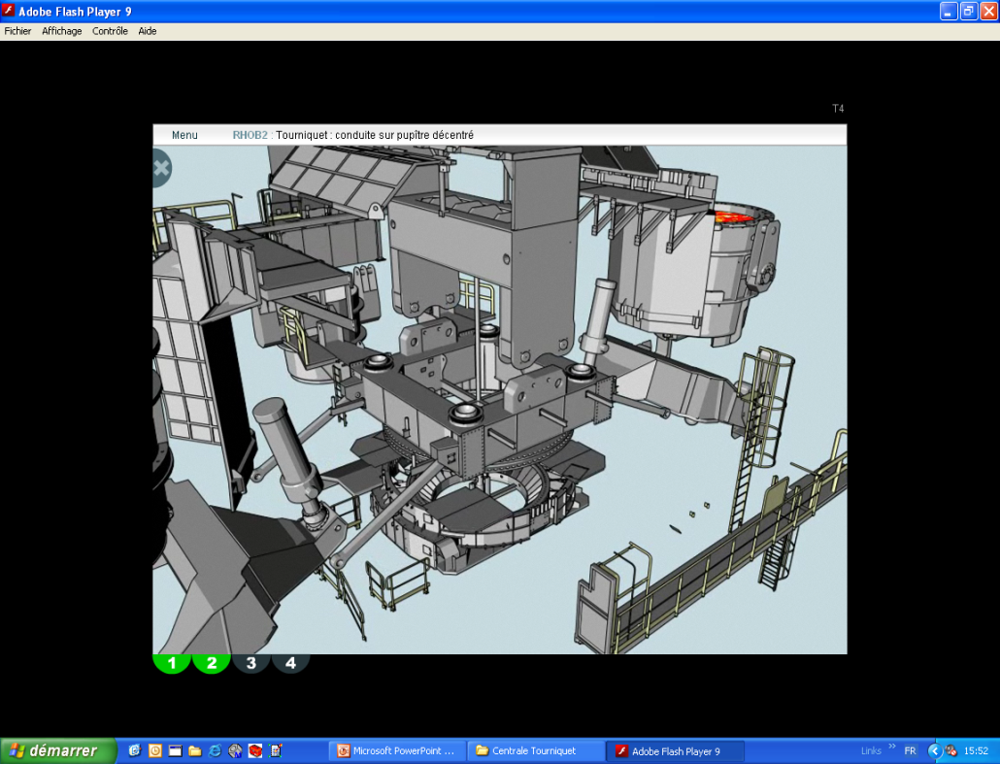 Adobe Flash Player 9
Fichier Affichage Contrôle Aide
T4
Menu RHOB2 : Tourniquet : conduite sur pupître décentré
1 2 3 4
démarrer Microsoft PowerPoint ... Centrale Tourniquet Adobe Flash Player 9 Links » FR 15:52